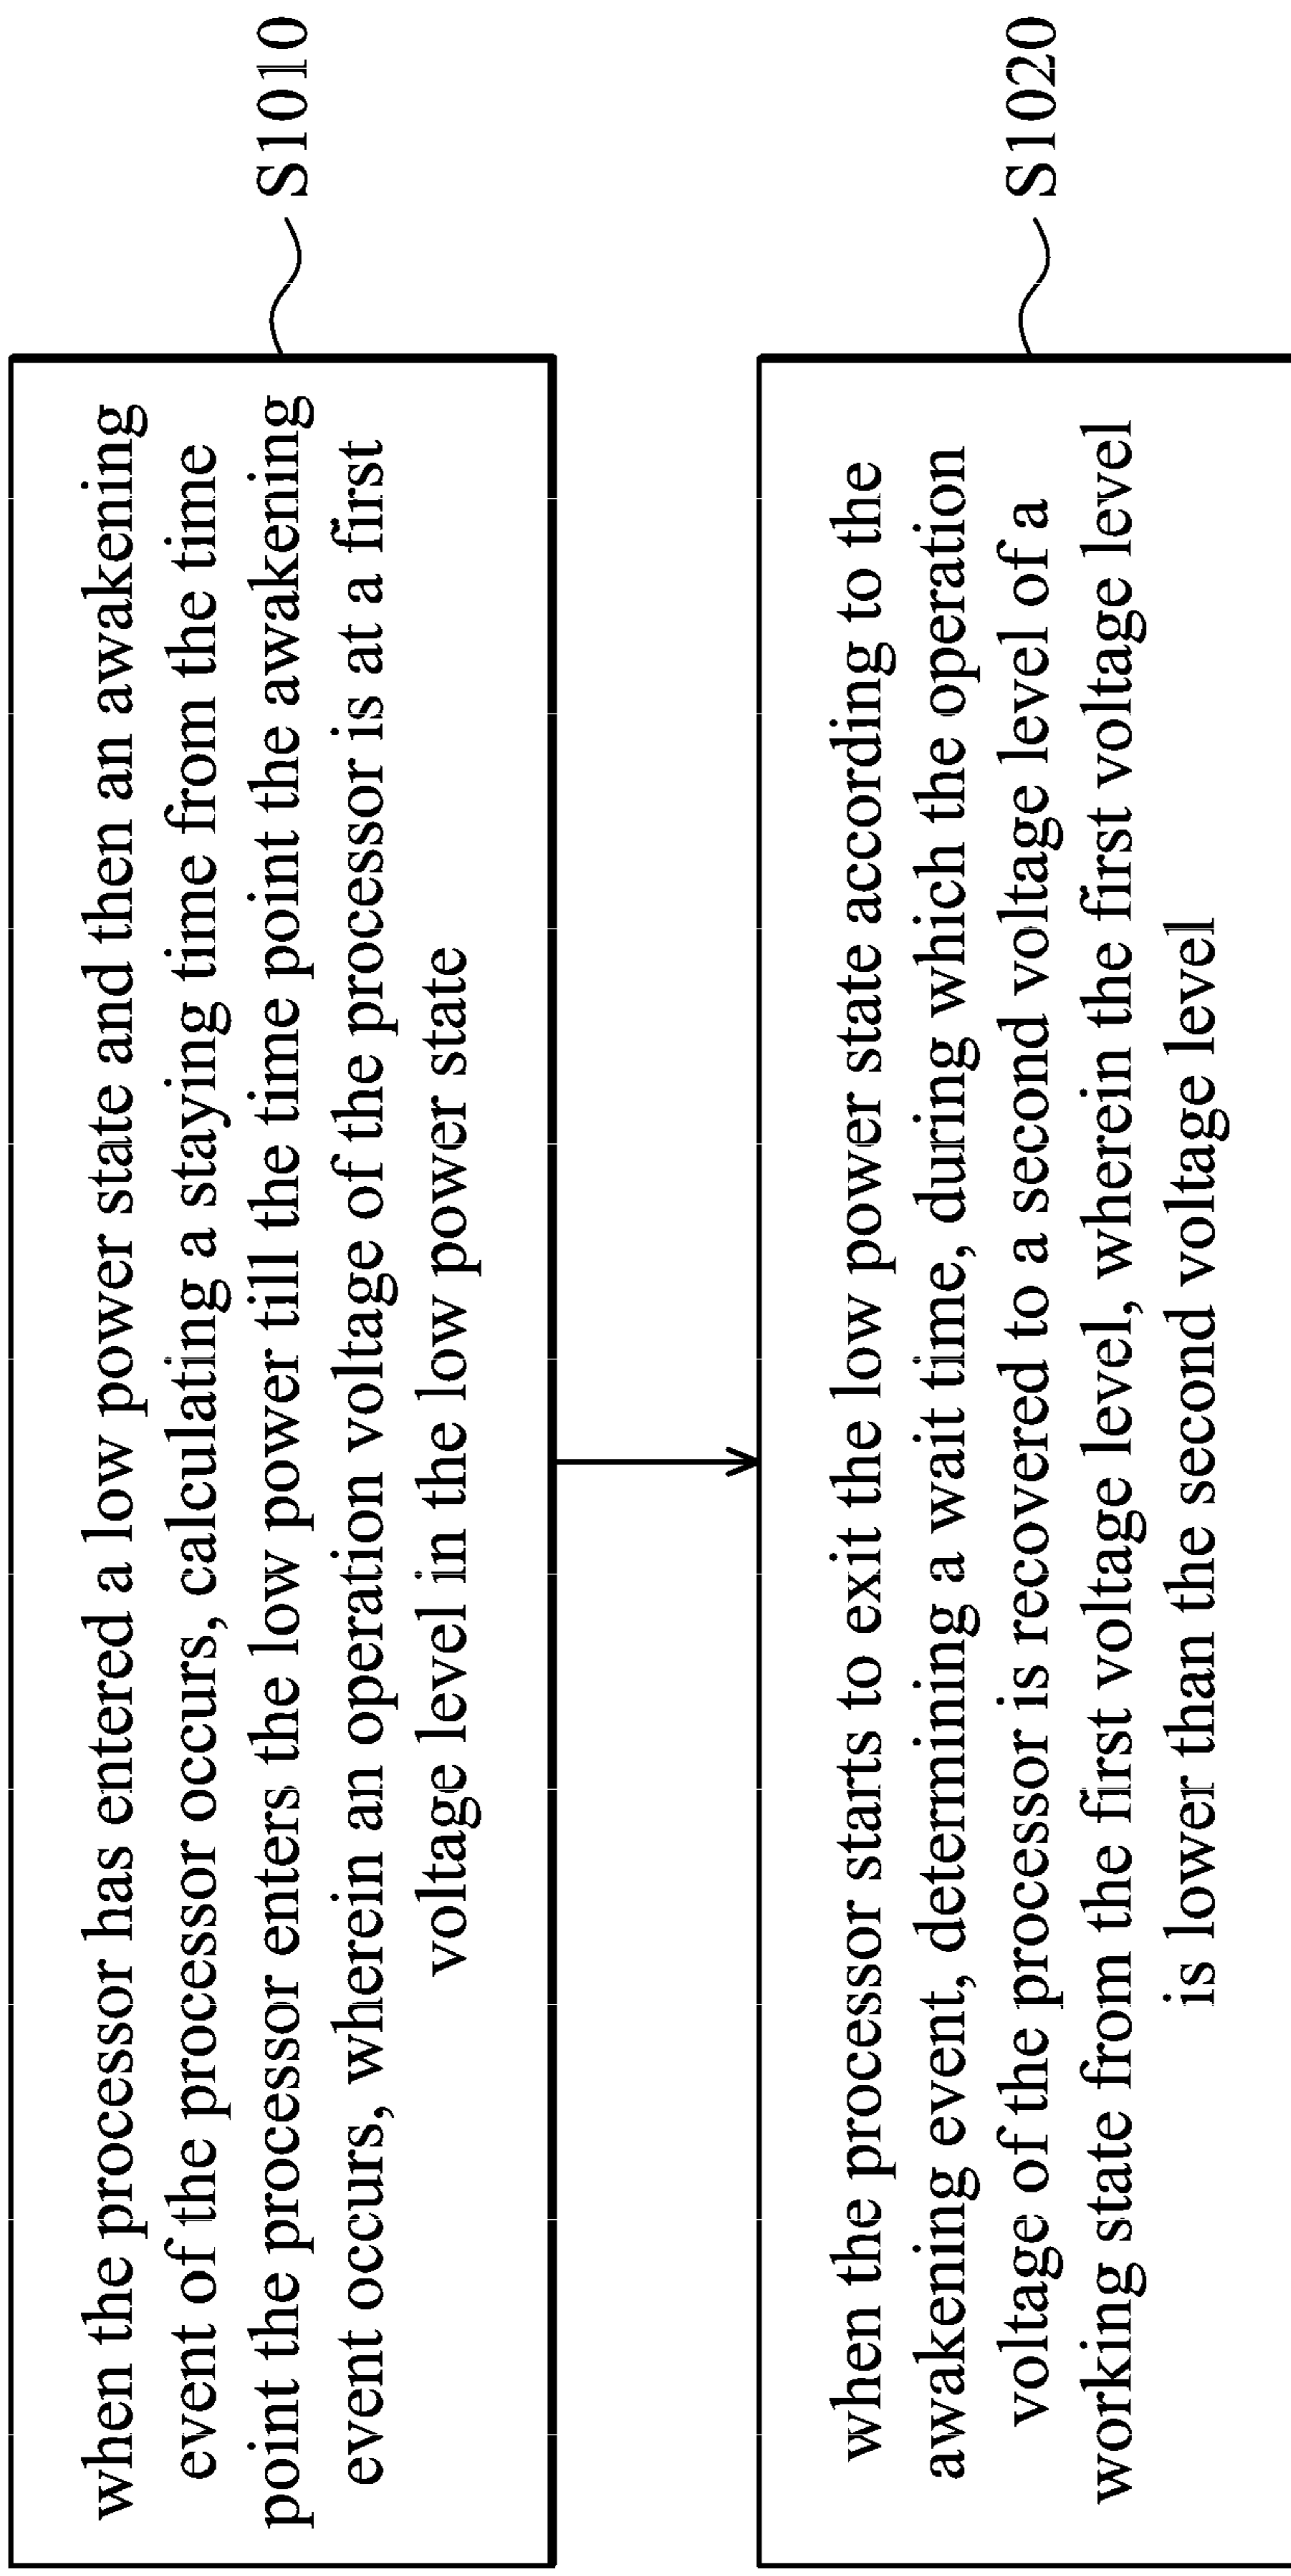 when the processor has entered a low power state and then an awakening
event of the processor occurs, calculating a staying time from the time
point the processor enters the low power till the time point the awakening
event occurs, wherein an operation voltage of the processor is at a first
voltage level in the low power state
S1010
when the processor starts to exit the low power state according to the
awakening event, determining a wait time, during which the operation
voltage of the processor is recovered to a second voltage level of a
working state from the first voltage level, wherein the first voltage level
is lower than the second voltage level
S1020